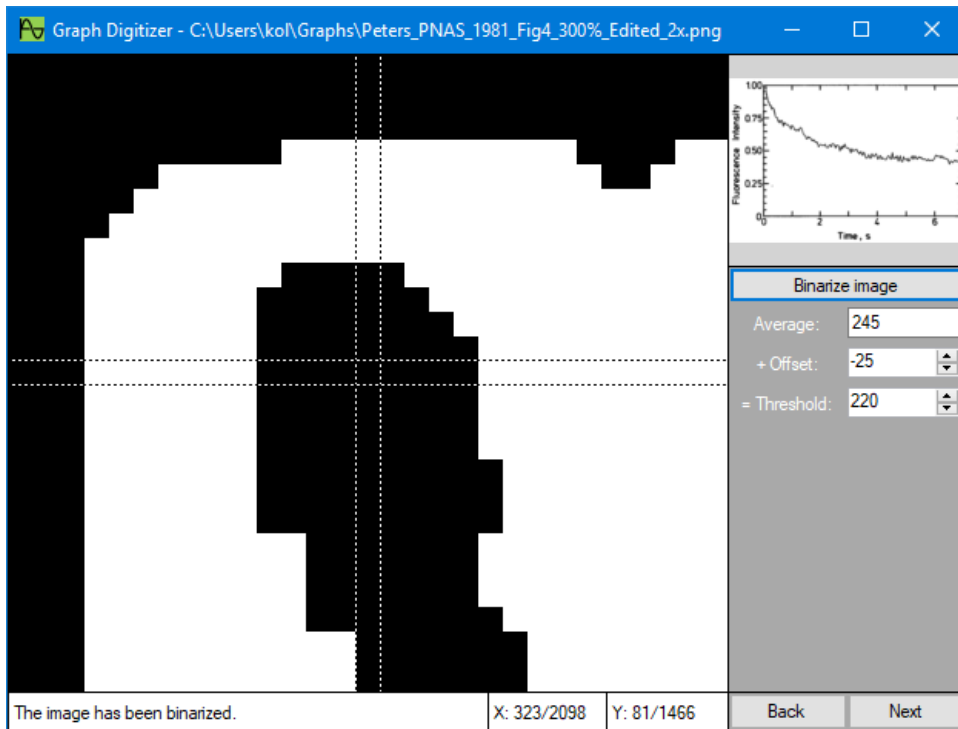 Graph Digitizer - C:\Users\kol\Graphs\Peters_PNAS_1981_Fig4_300%_Edited_2x.png
1.00
0.75
0.50
0.25
0
Fluorescence Intensity
0 2 4 6
Time, s
Binarize image
Average: 245
+ Offset: -25
= Threshold: 220
The image has been binarized.
X: 323/2098
Y: 81/1466
Back
Next